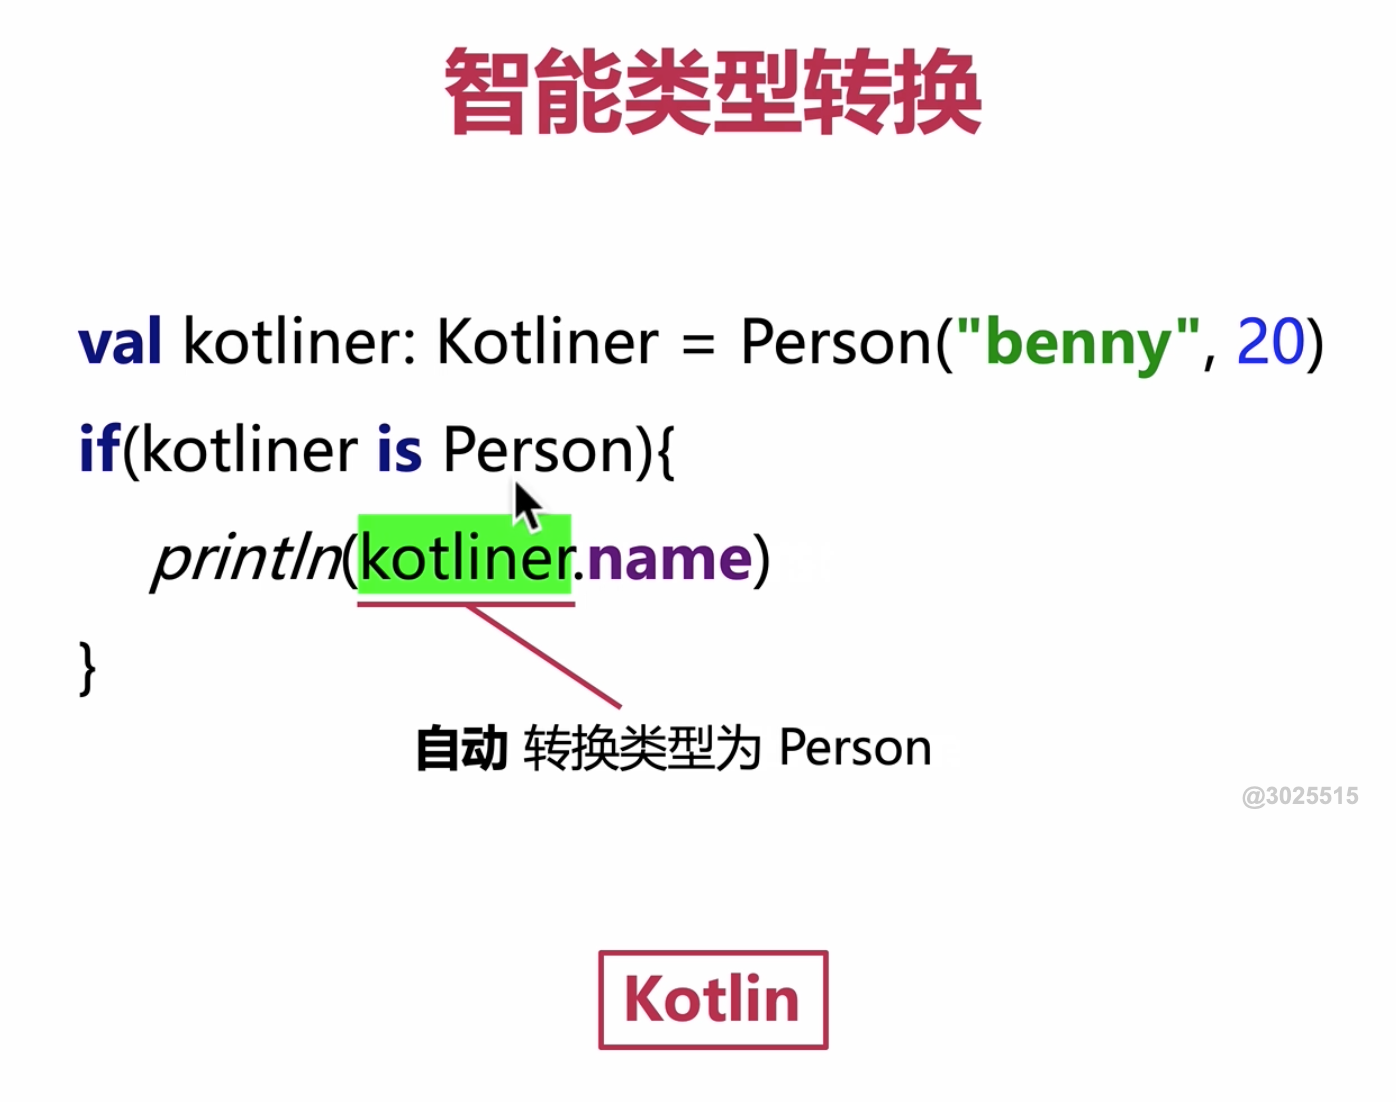 智能类型转换
val kotliner: Kotliner = Person("benny", 20)
if(kotliner is Person){
println(kotliner.name)
}
自动 转换类型为 Person
@3025515
Kotlin